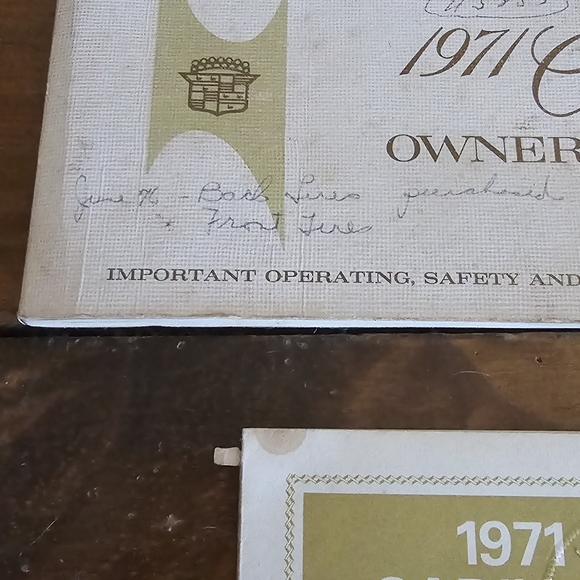 1971 C
OWNER
June 76 - Back Tires purchased
" Front Tires
IMPORTANT OPERATING, SAFETY AND
1971